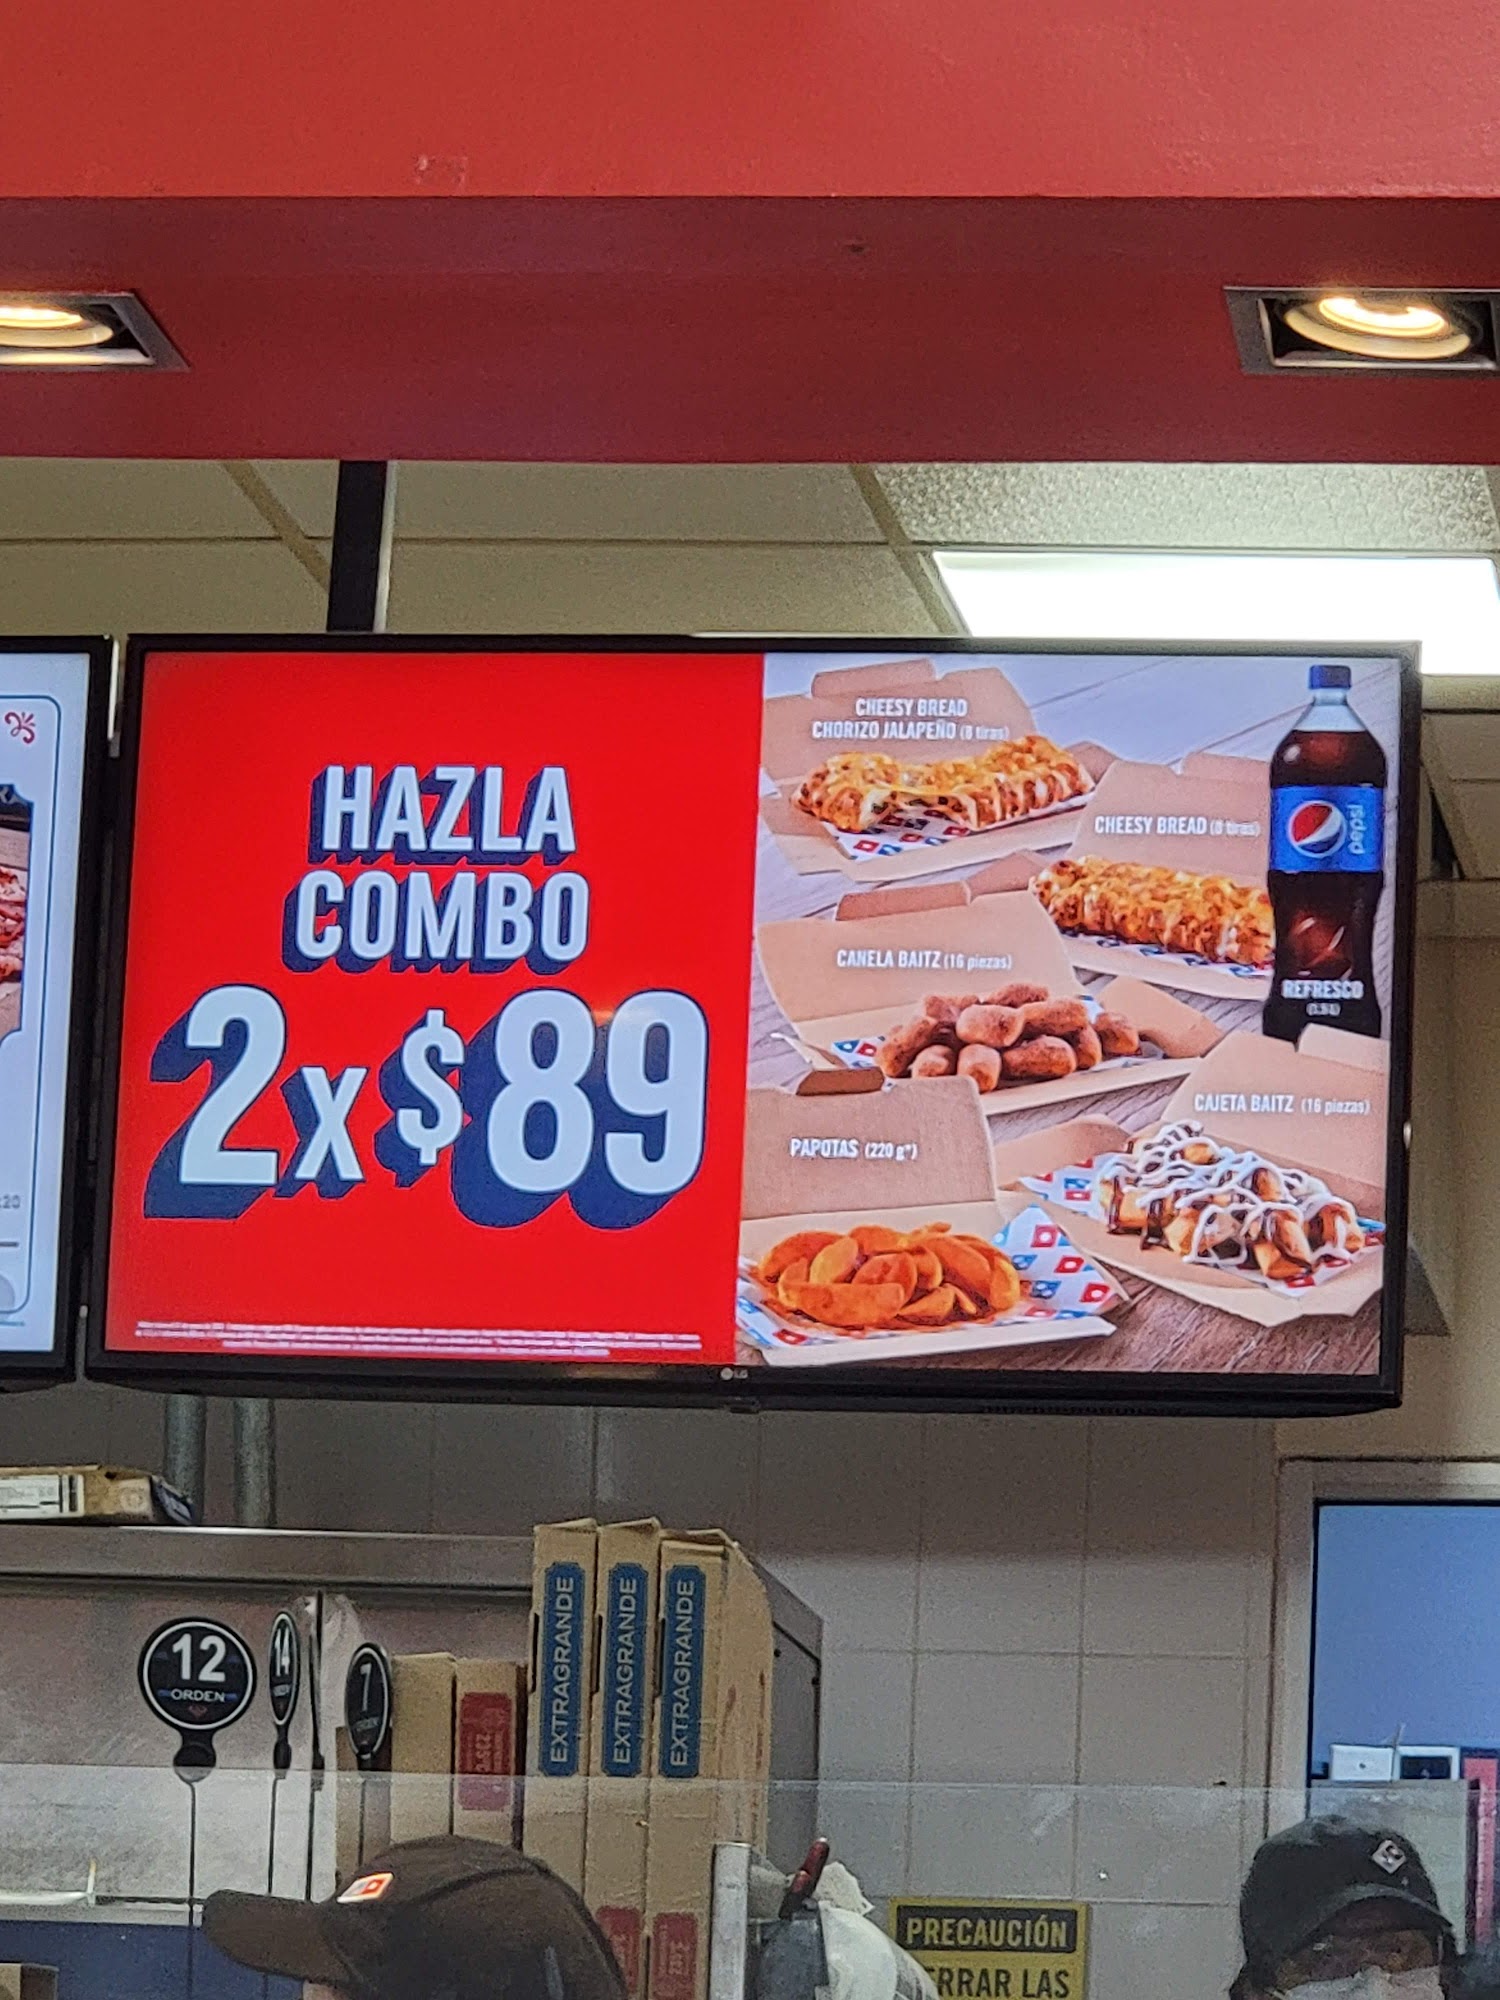 HAZLA
COMBO
2x$89
CHEESY BREAD
CHORIZO JALAPEÑO (8 tiras)
CHEESY BREAD (8 tiras)
pepsi
CANELA BAITZ (16 piezas)
REFRESCO
CAJETA BAITZ (16 piezas)
PAPOTAS (220 g*)
LG
12
ORDEN
14
7
EXTRAGRANDE
EXTRAGRANDE
EXTRAGRANDE
PRECAUCIÓN
RRAR LAS